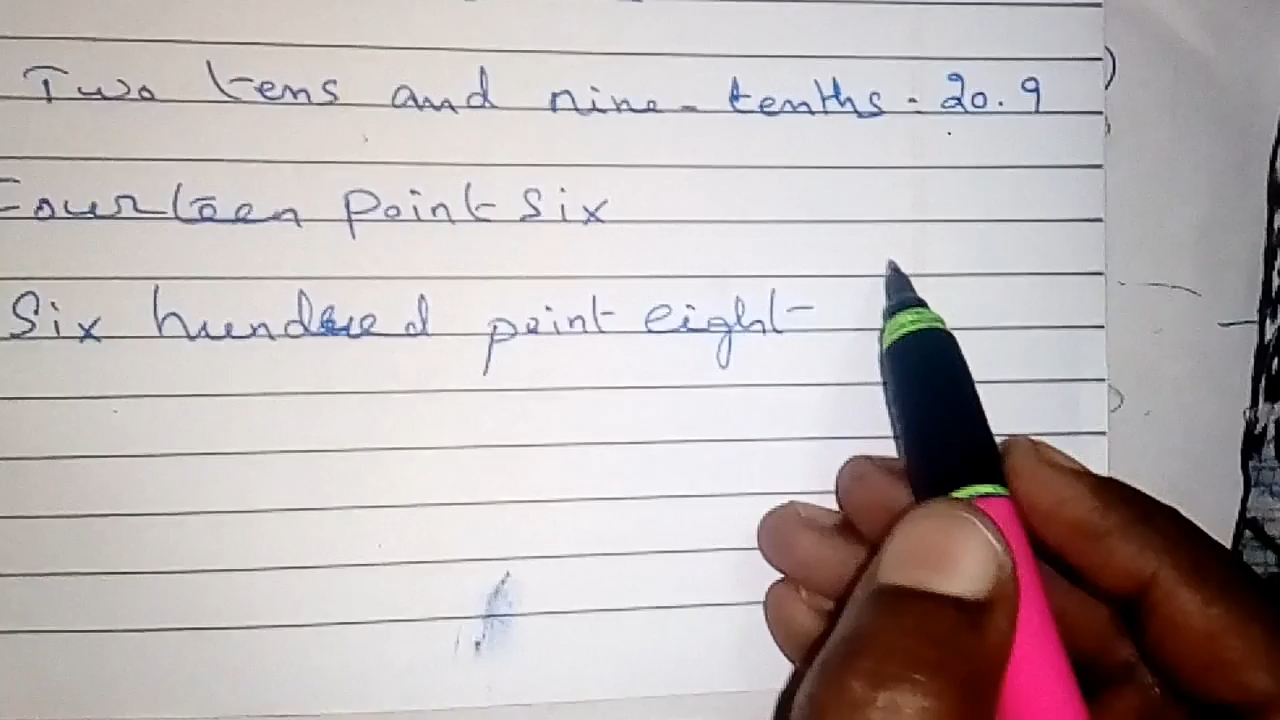 Two tens and nine-tenths - 20.9
Fourteen point six
Six hundred point eight